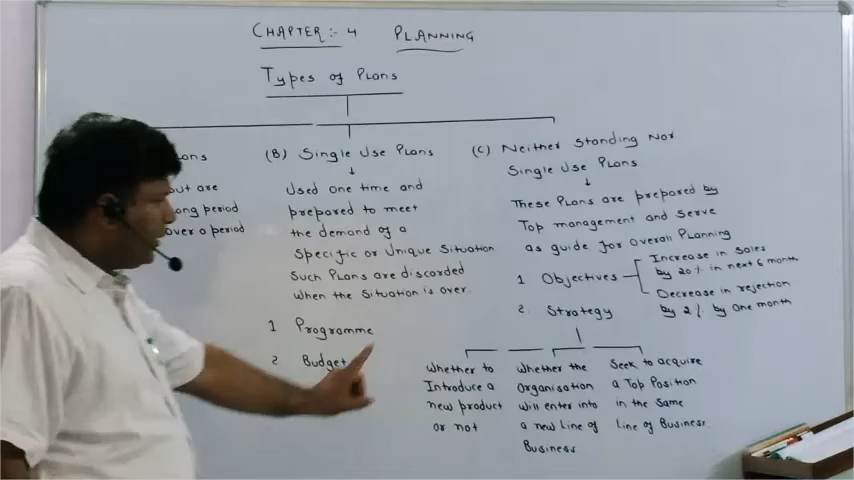 CHAPTER:- 4 PLANNING
Types of Plans
out are
period
over a period
(B) Single Use Plans
Used one time and
prepared to meet
the demand of a
Specific or Unique Situation
Such Plans are discarded
when the Situation is over.
1 Programme
2 Budget
(C) Neither Standing Nor
Single Use Plans
These Plans are prepared by
Top management and Serve
as guide for overall Planning
1 Objectives
Increase in Sales
by 20% in next 6 month
Decrease in rejection
by 2% by one month
2. Strategy
Whether to
Introduce a
new product
or not
Whether the
Organisation
will enter into
a new Line of
Business
Seek to acquire
a Top Position
in the Same
Line of Business.